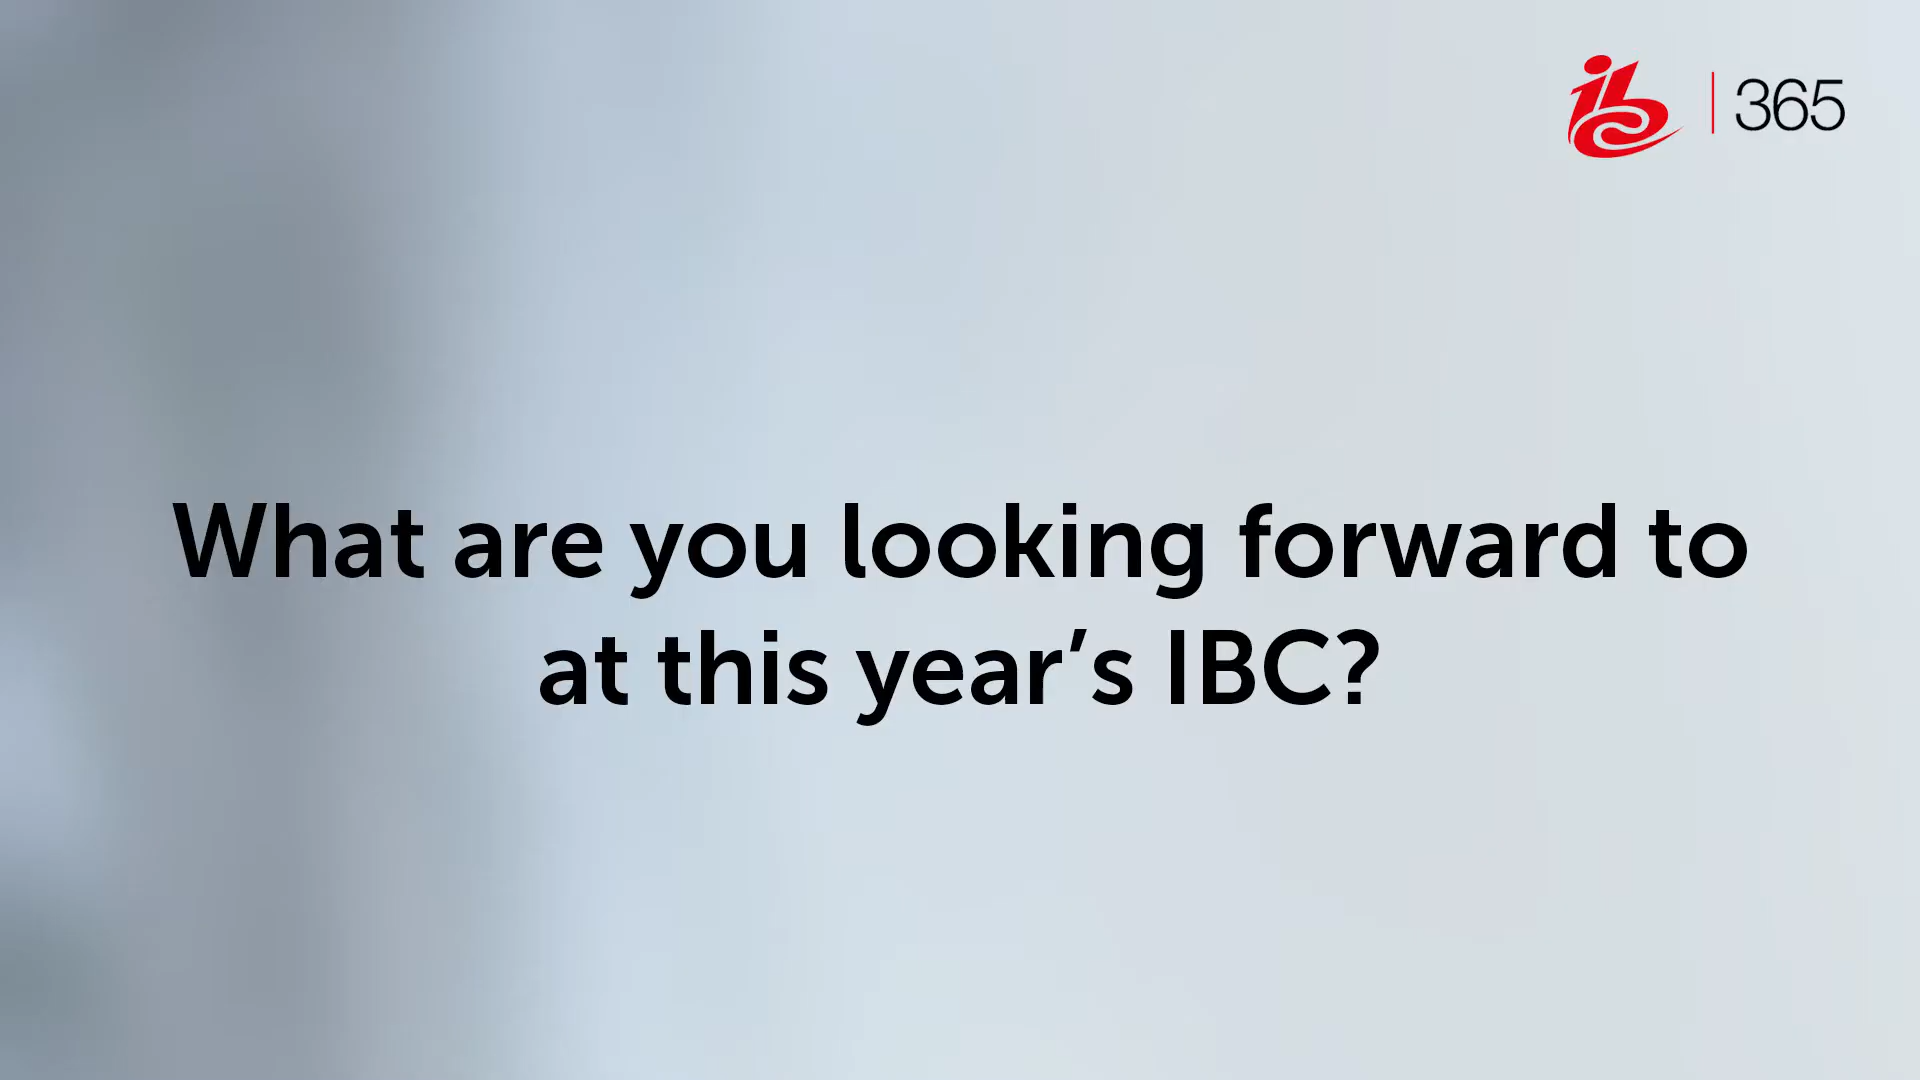 ibc | 365
What are you looking forward to
at this year’s IBC?